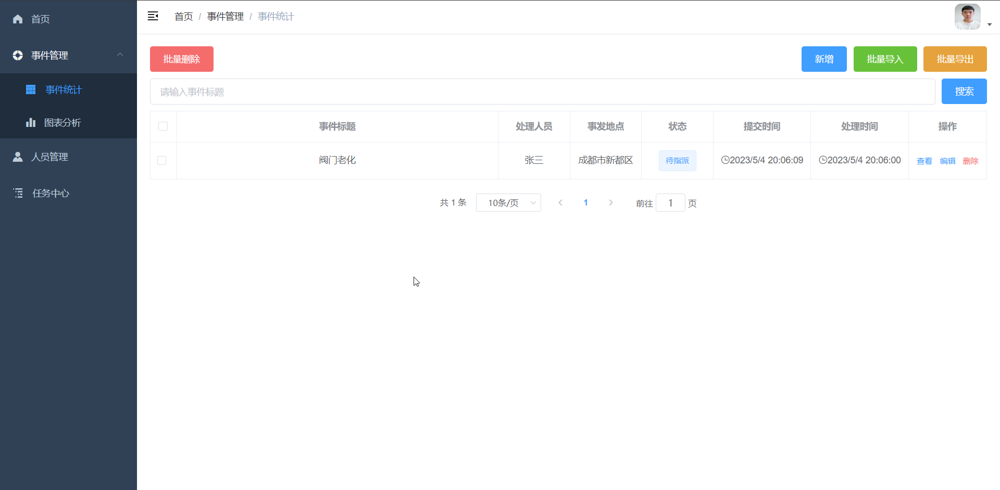 首页
事件管理
事件统计
图表分析
人员管理
任务中心
首页 / 事件管理 / 事件统计
批量删除 新增 批量导入 批量导出
请输入事件标题 搜索
事件标题 处理人员 事发地点 状态 提交时间 处理时间 操作
阀门老化 张三 成都市新都区 待指派 2023/5/4 20:06:09 2023/5/4 20:06:00 查看 编辑 删除
共 1 条 10条/页 1 前往 1 页